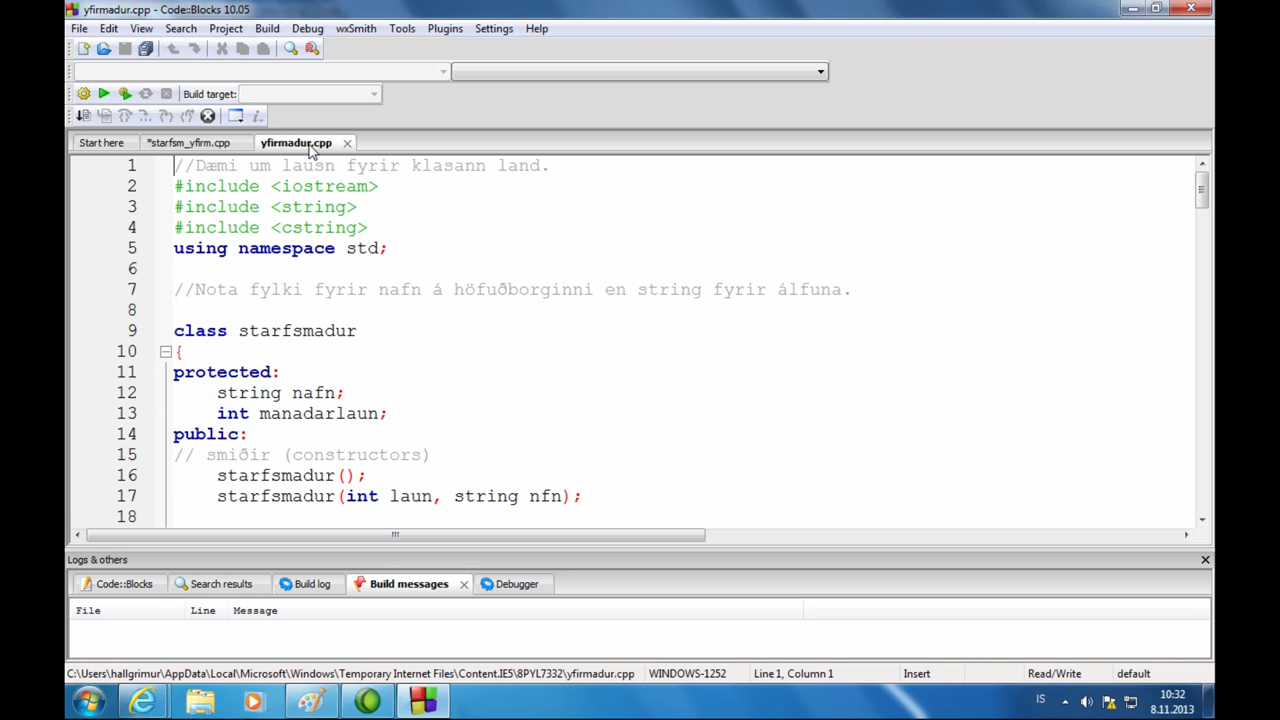 yfirmadur.cpp - Code::Blocks 10.05
File Edit View Search Project Build Debug wxSmith Tools Plugins Settings Help
Build target:
Start here *starfsm_yfirm.cpp yfirmadur.cpp
1 //Dæmi um lausn fyrir klasann land.
2 #include <iostream>
3 #include <string>
4 #include <cstring>
5 using namespace std;
6
7 //Nota fylki fyrir nafn á höfuðborginni en string fyrir álfuna.
8
9 class starfsmadur
10 {
11 protected:
12 string nafn;
13 int manadarlaun;
14 public:
15 // smiðir (constructors)
16 starfsmadur();
17 starfsmadur(int laun, string nfn);
18
Logs & others
Code::Blocks Search results Build log Build messages Debugger
File Line Message
C:\Users\hallgrimur\AppData\Local\Microsoft\Windows\Temporary Internet Files\Content.IE5\8PYL7332\yfirmadur.cpp WINDOWS-1252 Line 1, Column 1 Insert Read/Write default
IS 10:32
8.11.2013